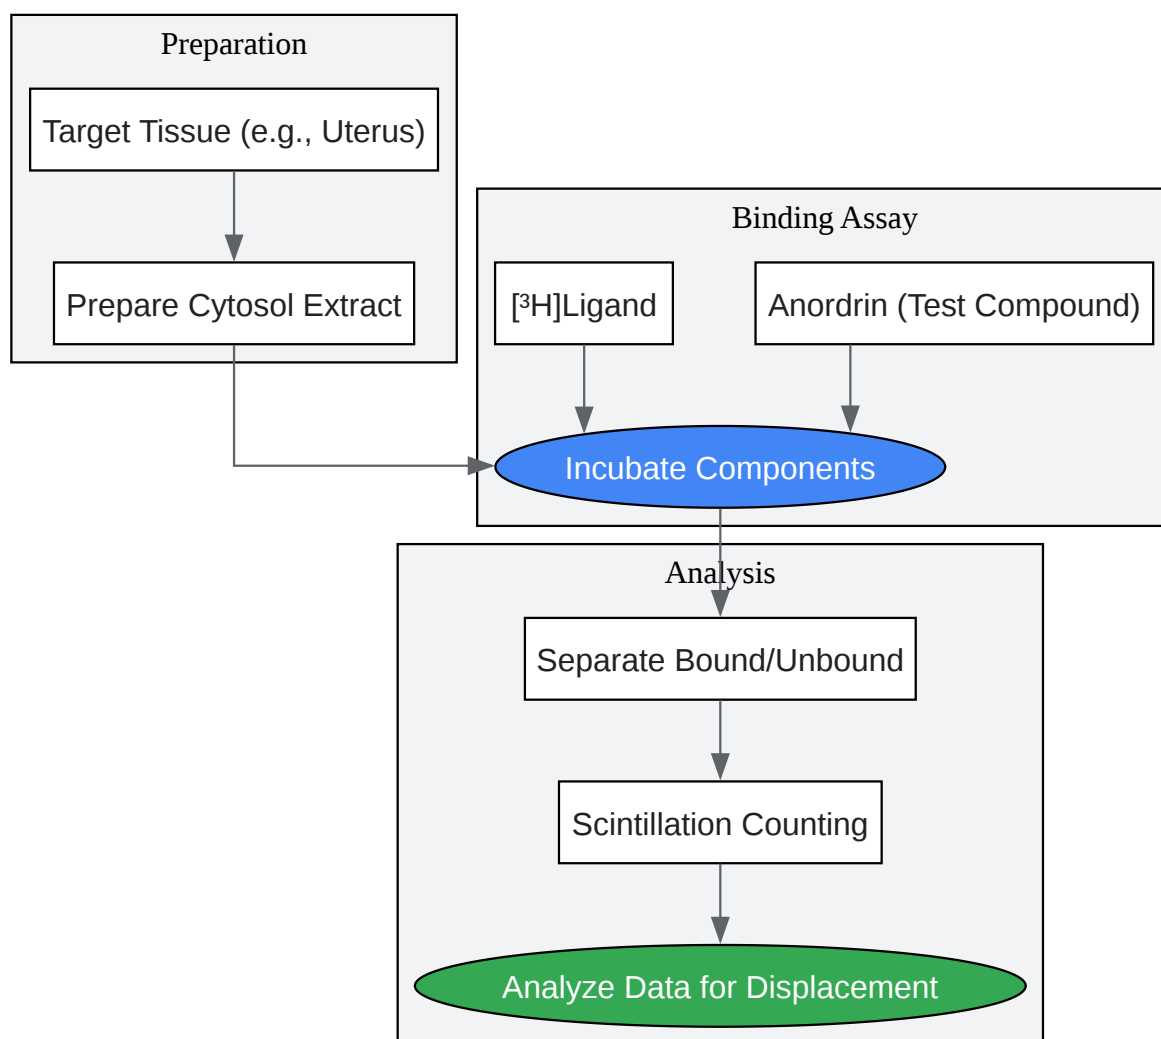 Preparation
Target Tissue (e.g., Uterus)
Prepare Cytosol Extract
Binding Assay
[³H]Ligand
Anordrin (Test Compound)
Incubate Components
Analysis
Separate Bound/Unbound
Scintillation Counting
Analyze Data for Displacement